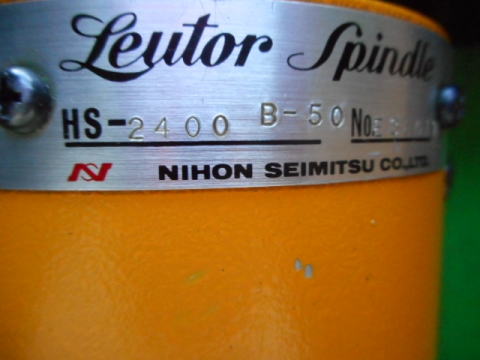 Leutor Spindle
HS-2400 B-50 No.
N NIHON SEIMITSU CO.,LTD.